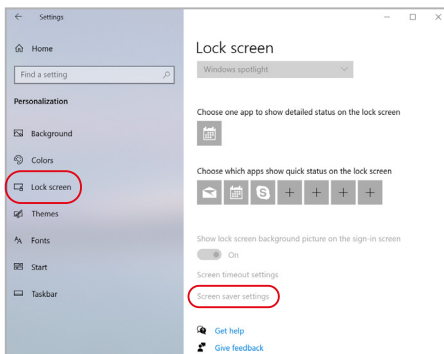 Settings
Home
Find a setting
Personalization
Background
Colors
Lock screen
Themes
Fonts
Start
Taskbar
Lock screen
Windows spotlight
Choose one app to show detailed status on the lock screen
Choose which apps show quick status on the lock screen
Show lock screen background picture on the sign-in screen
On
Screen timeout settings
Screen saver settings
Get help
Give feedback